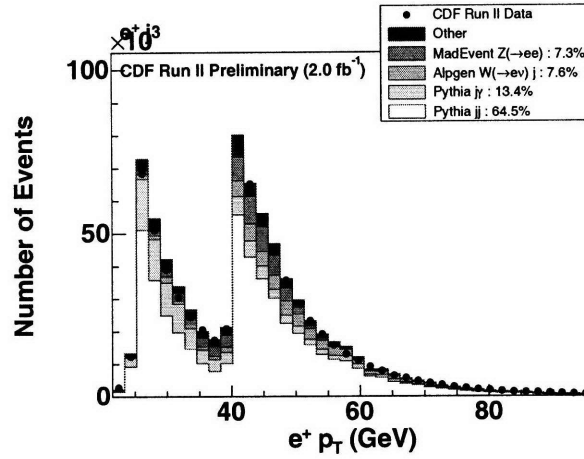 ×10³ e⁺ j3
CDF Run II Preliminary (2.0 fb⁻¹)
CDF Run II Data
Other
MadEvent Z(→ee) : 7.3%
Alpgen W(→eν) j : 7.6%
Pythia jγ : 13.4%
Pythia jj : 64.5%
Number of Events
100
50
0
40
60
80
e⁺ pT (GeV)